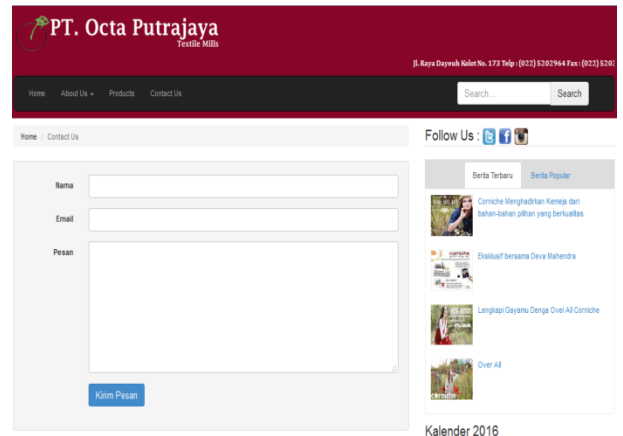 PT. Octa Putrajaya
Textile Mills
Jl. Raya Dayeuh Kolot No. 173 Telp : (022) 5202964 Fax : (022) 520
Home About Us Products Contact Us Search... Search
Home / Contact Us
Follow Us :
Berita Terbaru Berita Popular
Nama
Email
Pesan
Kirim Pesan
Corniche Menghadirkan Kemeja dari
bahan-bahan pilihan yang berkualitas
Eksklusif bersama Deva Mahendra
Lengkapi Gayamu Denga Ovel All Corniche
Over All
corniche
Kalender 2016